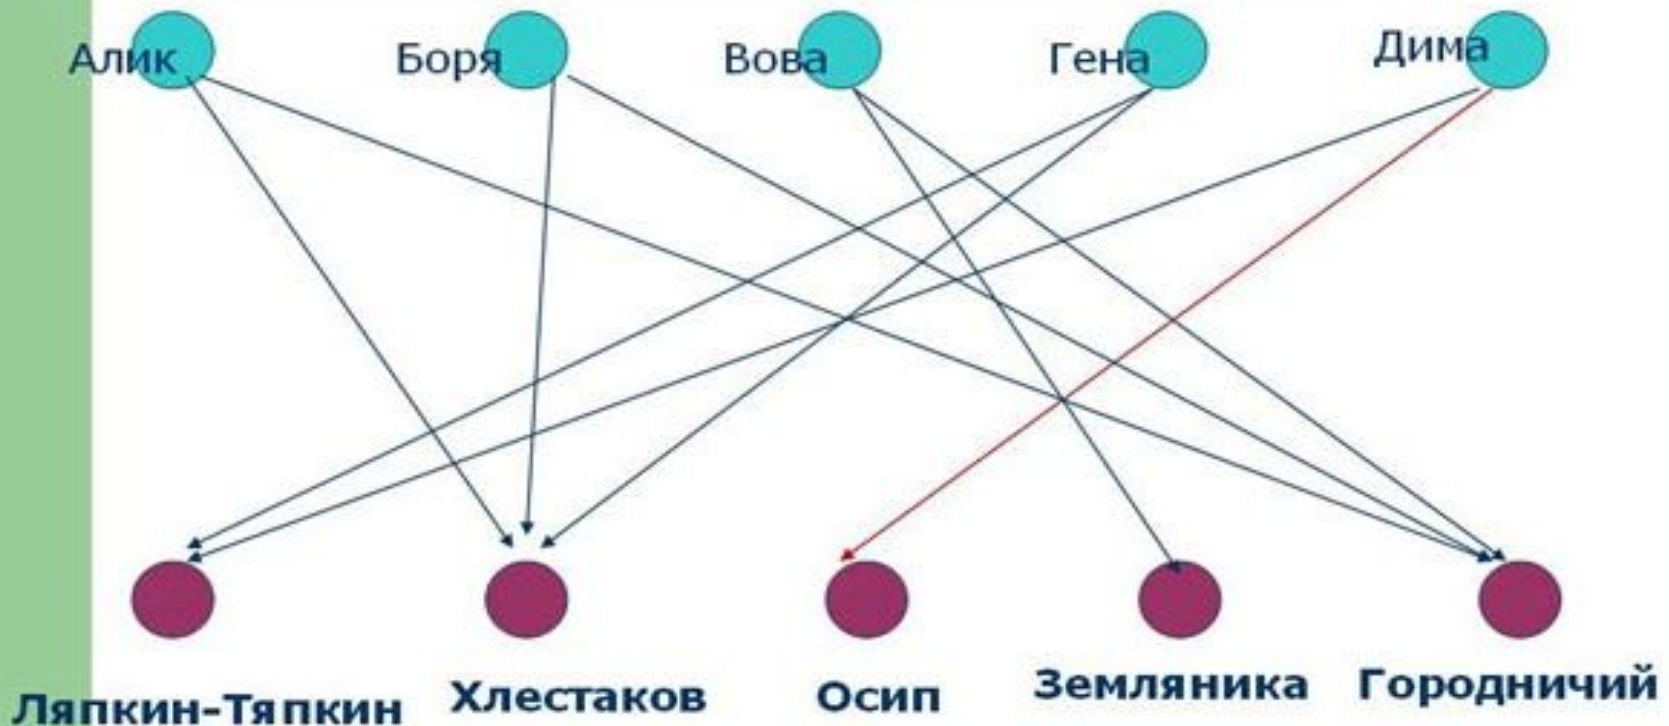 Алик Боря Вова Гена Дима
Ляпкин-Тяпкин Хлестаков Осип Земляника Городничий